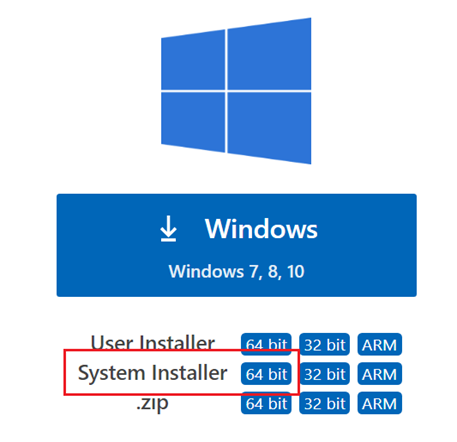 Windows
Windows 7, 8, 10
User Installer 64 bit 32 bit ARM
System Installer 64 bit 32 bit ARM
.zip 64 bit 32 bit ARM